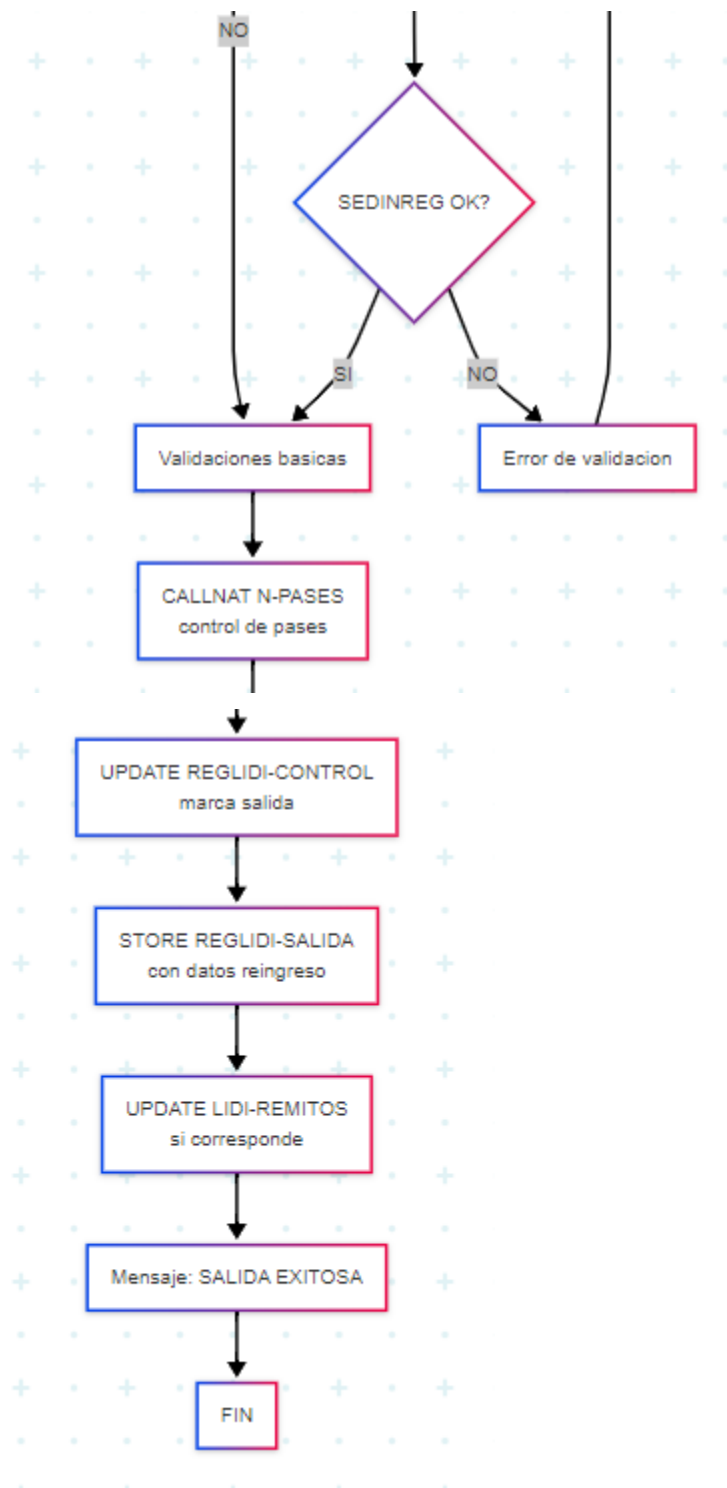 NO
SEDINREG OK?
SI
NO
Validaciones basicas
Error de validacion
CALLNAT N-PASES
control de pases
UPDATE REGLIDI-CONTROL
marca salida
STORE REGLIDI-SALIDA
con datos reingreso
UPDATE LIDI-REMITOS
si corresponde
Mensaje: SALIDA EXITOSA
FIN